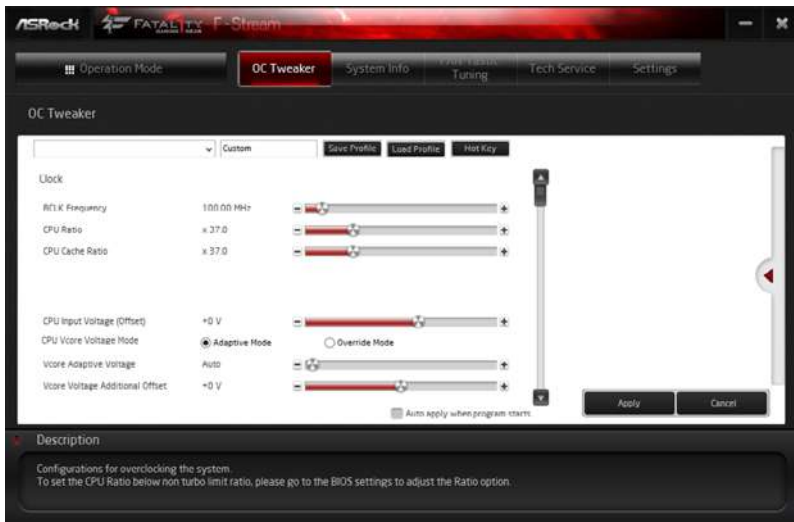 ASRock FATAL1TY GAMING GEAR F-Stream
Operation Mode
OC Tweaker
System Info
Tuning
Tech Service
Settings
OC Tweaker
Custom
Save Profile
Load Profile
Hot Key
Clock
BCLK Frequency 100.00 MHz
CPU Ratio x 37.0
CPU Cache Ratio x 37.0
CPU Input Voltage (Offset) +0 V
CPU Vcore Voltage Mode Adaptive Mode Override Mode
Vcore Adaptive Voltage Auto
Vcore Voltage Additional Offset +0 V
Auto apply when program starts
Apply
Cancel
Description
Configurations for overclocking the system.
To set the CPU Ratio below non turbo limit ratio, please go to the BIOS settings to adjust the Ratio option.